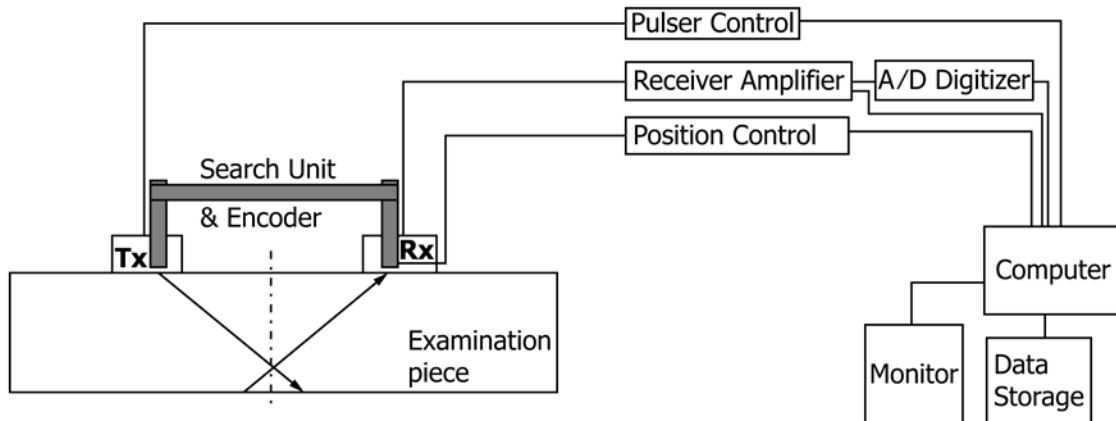 Pulser Control
Receiver Amplifier
A/D Digitizer
Position Control
Search Unit
& Encoder
Tx
Rx
Examination
piece
Computer
Monitor
Data
Storage